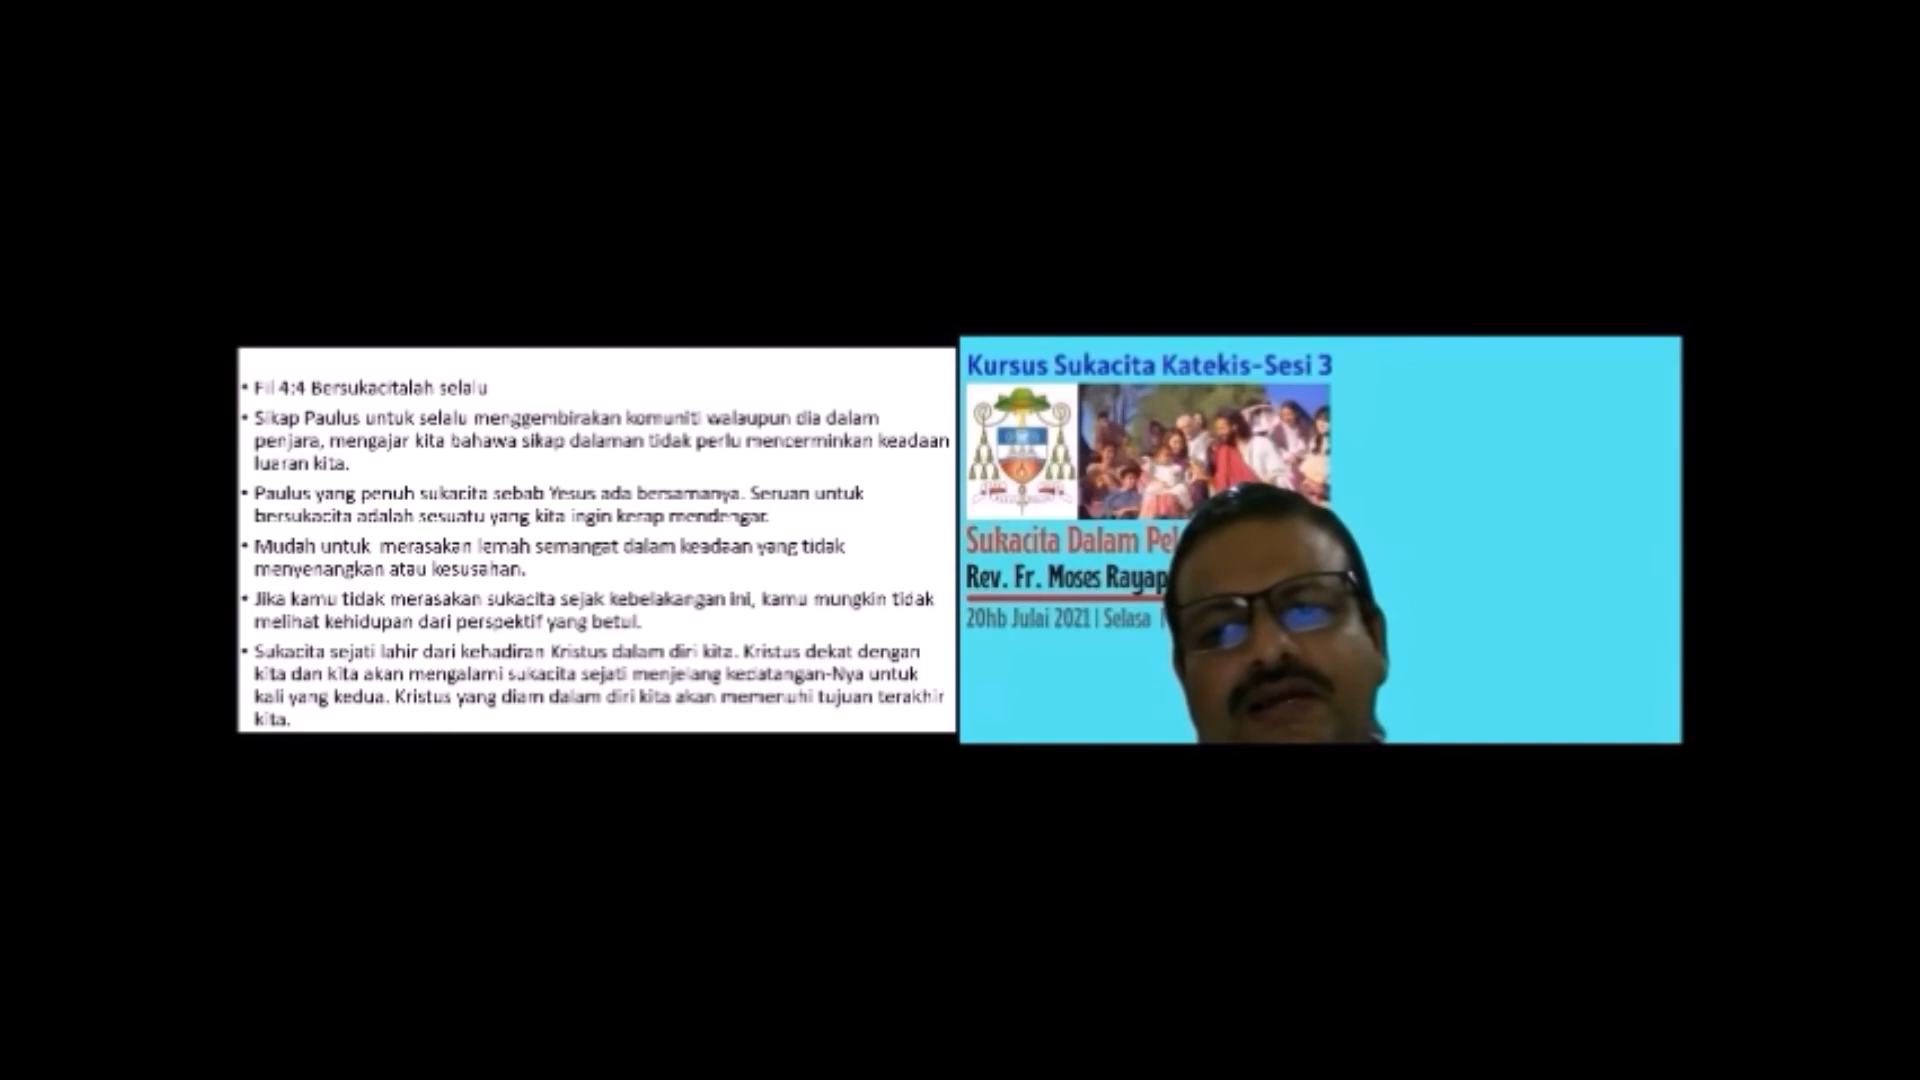 • Fil 4:4 Bersukacitalah selalu
• Sikap Paulus untuk selalu menggembirakan komuniti walaupun dia dalam
penjara, mengajar kita bahawa sikap dalaman tidak perlu mencerminkan keadaan
luaran kita.
• Paulus yang penuh sukacita sebab Yesus ada bersamanya. Seruan untuk
bersukacita adalah sesuatu yang kita ingin kerap mendengar.
• Mudah untuk merasakan lemah semangat dalam keadaan yang tidak
menyenangkan atau kesusahan.
• Jika kamu tidak merasakan sukacita sejak kebelakangan ini, kamu mungkin tidak
melihat kehidupan dari perspektif yang betul.
• Sukacita sejati lahir dari kehadiran Kristus dalam diri kita. Kristus dekat dengan
kita dan kita akan mengalami sukacita sejati menjelang kedatangan-Nya untuk
kali yang kedua. Kristus yang diam dalam diri kita akan memenuhi tujuan terakhir
kita.
Kursus Sukacita Katekis-Sesi 3
Sukacita Dalam Pel
Rev. Fr. Moses Rayap
20hb Julai 2021 | Selasa